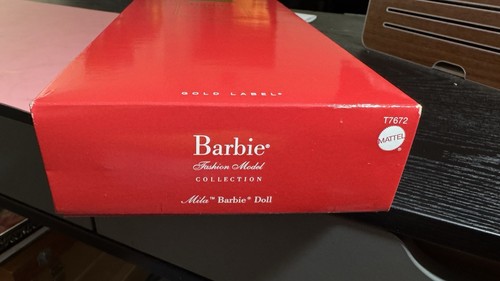 GOLD LABEL®
T7672
MATTEL®
Barbie®
Fashion Model
COLLECTION
Mila™ Barbie® Doll